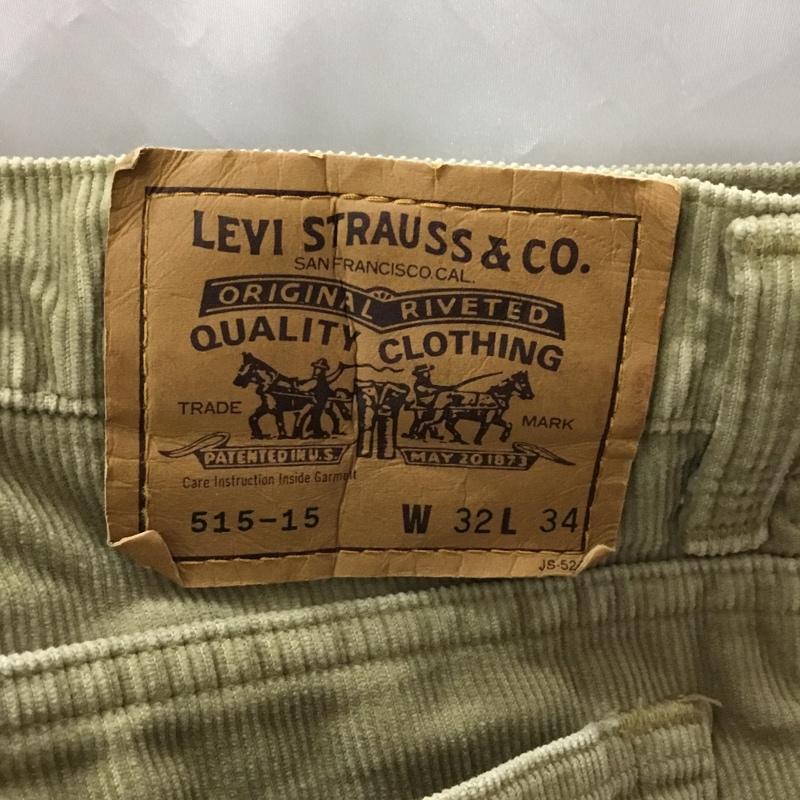 LEVI STRAUSS & CO.
SAN FRANCISCO CAL.
ORIGINAL RIVETED
QUALITY CLOTHING
TRADE MARK
PATENTED IN U.S. MAY 20 1873
Care Instruction Inside Garment
515-15 W 32 L 34